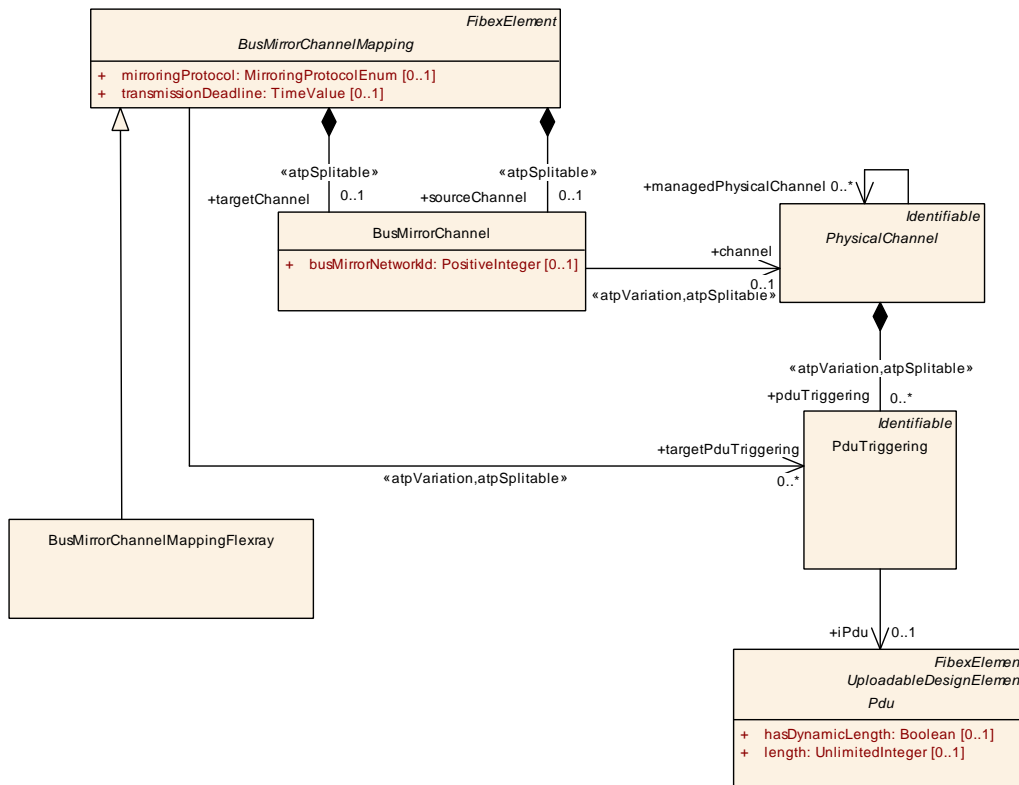 FibexElement
BusMirrorChannelMapping
+ mirroringProtocol: MirroringProtocolEnum [0..1]
+ transmissionDeadline: TimeValue [0..1]
«atpSplitable»
+targetChannel
0..1
«atpSplitable»
+sourceChannel
0..1
BusMirrorChannel
+ busMirrorNetworkId: PositiveInteger [0..1]
+managedPhysicalChannel 0..*
Identifiable
PhysicalChannel
+channel
0..1
«atpVariation,atpSplitable»
«atpVariation,atpSplitable»
+pduTriggering
0..*
Identifiable
PduTriggering
+targetPduTriggering
0..*
«atpVariation,atpSplitable»
BusMirrorChannelMappingFlexray
+iPdu
0..1
FibexElemen
UploadableDesignElemen
Pdu
+ hasDynamicLength: Boolean [0..1]
+ length: UnlimitedInteger [0..1]